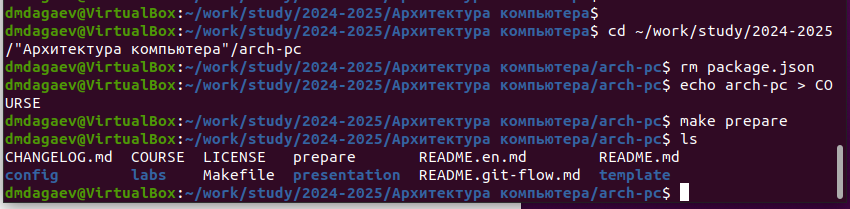 dmdagaev@VirtualBox:~/work/study/2024-2025/Архитектура компьютера$
dmdagaev@VirtualBox:~/work/study/2024-2025/Архитектура компьютера$ cd ~/work/study/2024-2025
/"Архитектура компьютера"/arch-pc
dmdagaev@VirtualBox:~/work/study/2024-2025/Архитектура компьютера/arch-pc$ rm package.json
dmdagaev@VirtualBox:~/work/study/2024-2025/Архитектура компьютера/arch-pc$ echo arch-pc > CO
URSE
dmdagaev@VirtualBox:~/work/study/2024-2025/Архитектура компьютера/arch-pc$ make prepare
dmdagaev@VirtualBox:~/work/study/2024-2025/Архитектура компьютера/arch-pc$ ls
CHANGELOG.md COURSE LICENSE prepare README.en.md README.md
config labs Makefile presentation README.git-flow.md template
dmdagaev@VirtualBox:~/work/study/2024-2025/Архитектура компьютера/arch-pc$